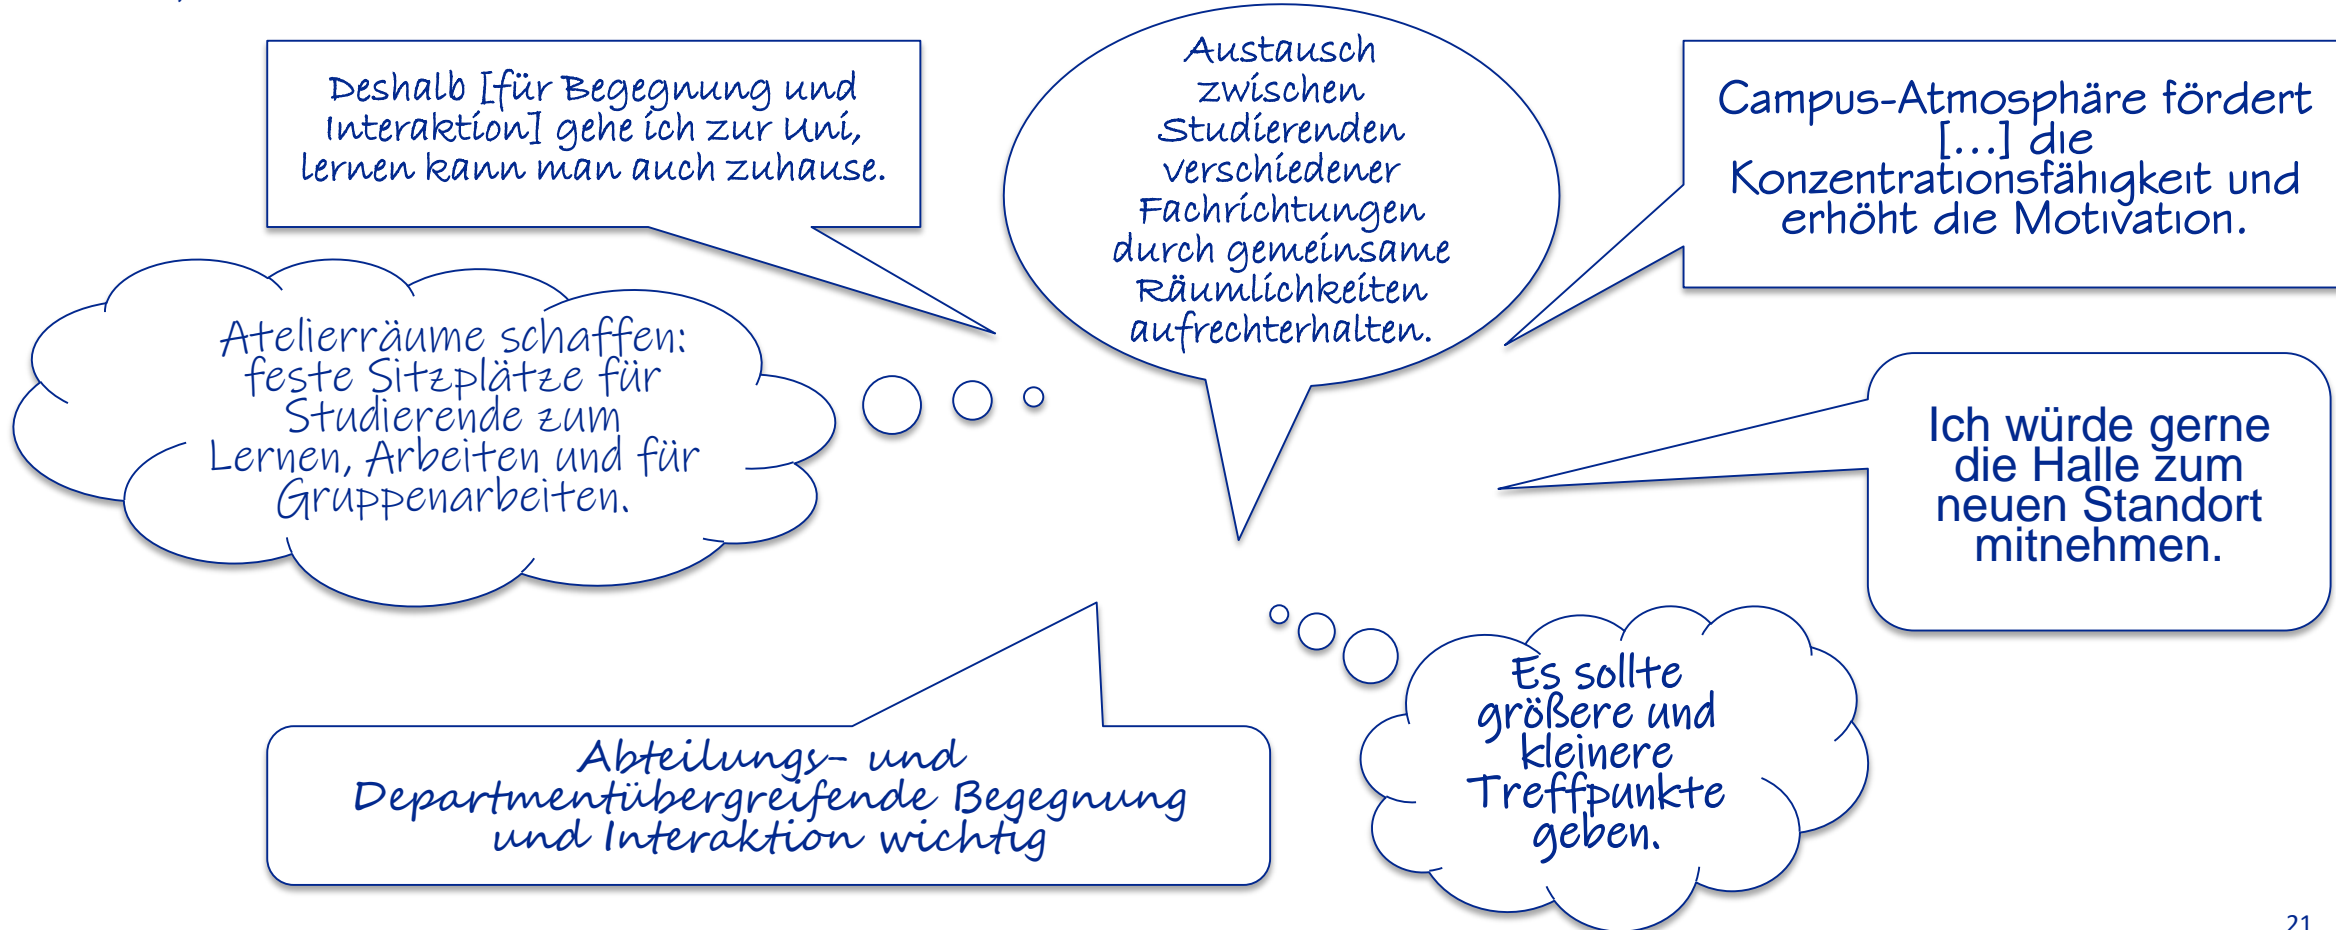 Deshalb [für Begegnung und
Interaktion] gehe ich zur Uni,
lernen kann man auch zuhause.
Austausch
zwischen
Studierenden
verschiedener
Fachrichtungen
durch gemeinsame
Räumlichkeiten
aufrechterhalten.
Campus-Atmosphäre fördert
[...] die
Konzentrationsfähigkeit und
erhöht die Motivation.
Atelierräume schaffen:
feste Sitzplätze für
Studierende zum
Lernen, Arbeiten und für
Gruppenarbeiten.
Ich würde gerne
die Halle zum
neuen Standort
mitnehmen.
Abteilungs- und
Departmentübergreifende Begegnung
und Interaktion wichtig
Es sollte
größere und
kleinere
Treffpunkte
geben.
21